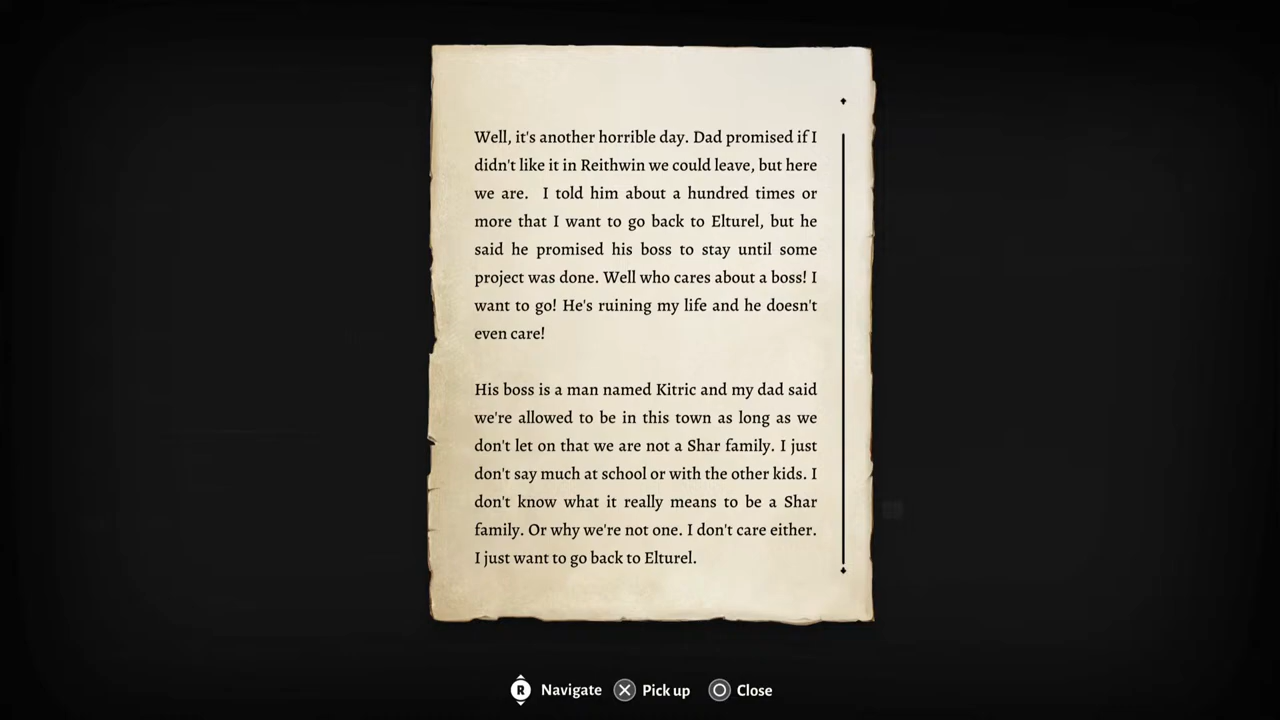 Well, it's another horrible day. Dad promised if I
didn't like it in Reithwin we could leave, but here
we are.  I told him about a hundred times or
more that I want to go back to Elturel, but he
said he promised his boss to stay until some
project was done. Well who cares about a boss! I
want to go! He's ruining my life and he doesn't
even care!
His boss is a man named Kitric and my dad said
we're allowed to be in this town as long as we
don't let on that we are not a Shar family. I just
don't say much at school or with the other kids. I
don't know what it really means to be a Shar
family. Or why we're not one. I don't care either.
I just want to go back to Elturel.
R Navigate Pick up Close